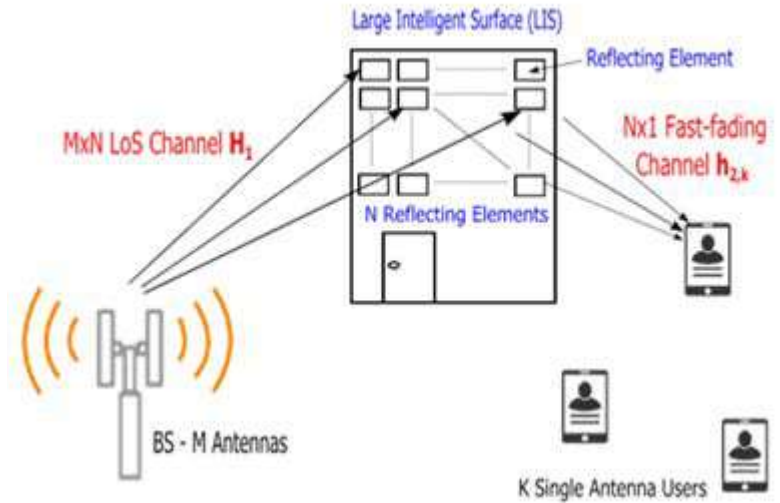 Large Intelligent Surface (LIS)
Reflecting Element
MxN LoS Channel H₁
Nx1 Fast-fading
Channel h₂,ₖ
N Reflecting Elements
BS - M Antennas
K Single Antenna Users